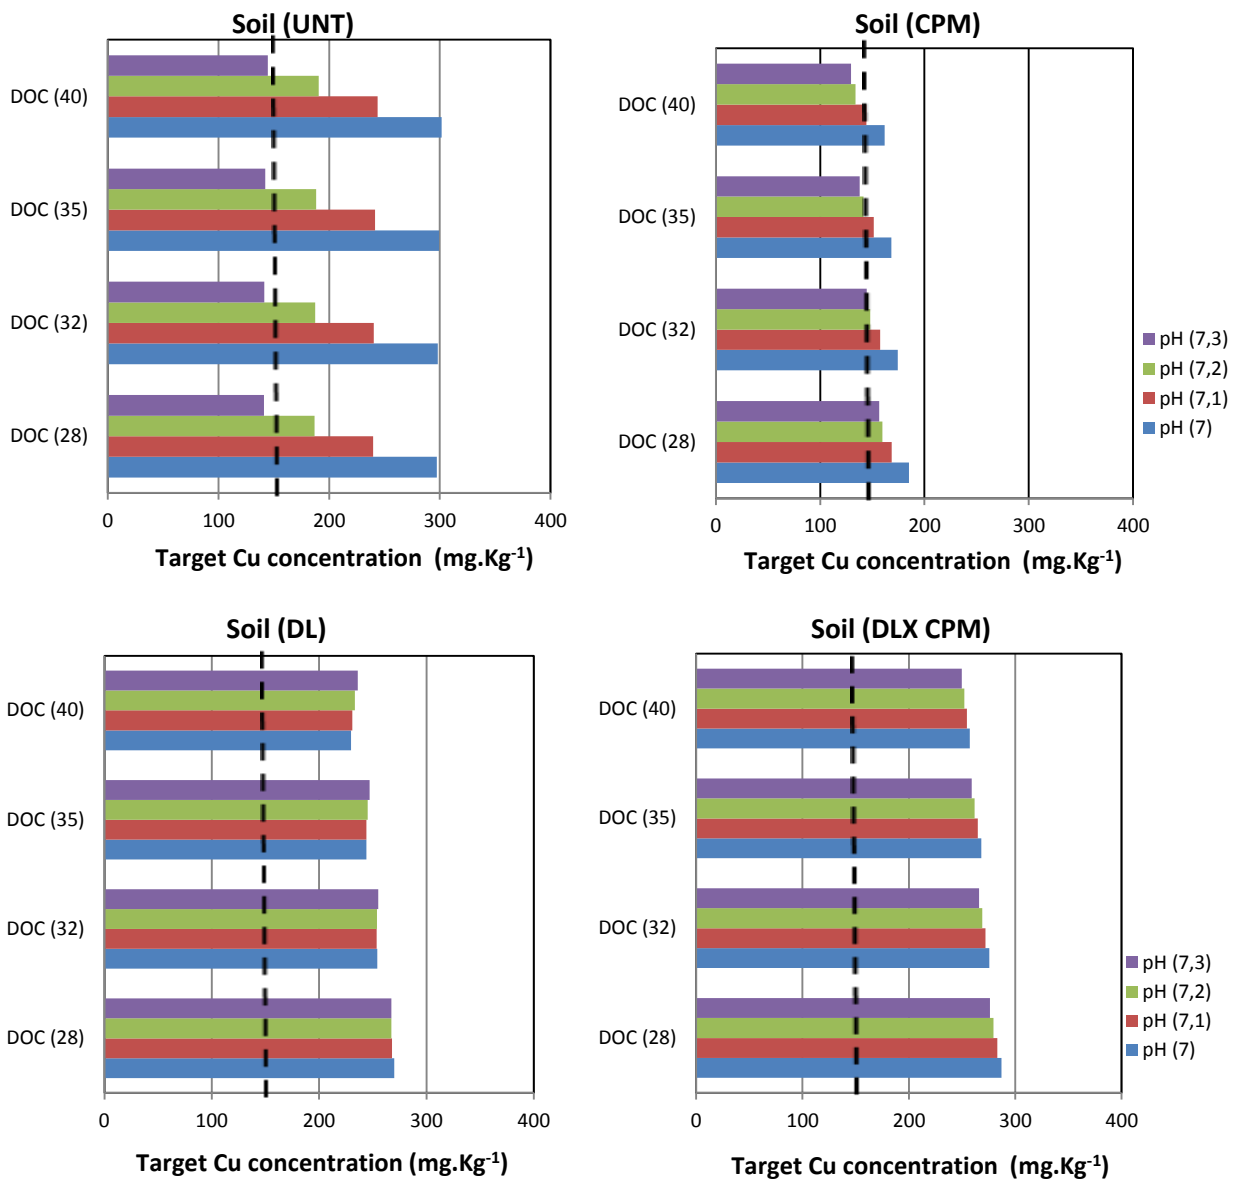 Soil (UNT)
DOC (40)
DOC (35)
DOC (32)
DOC (28)
0 100 200 300 400
Target Cu concentration (mg.Kg⁻¹)
Soil (CPM)
DOC (40)
DOC (35)
DOC (32)
DOC (28)
0 100 200 300 400
Target Cu concentration (mg.Kg⁻¹)
pH (7,3)
pH (7,2)
pH (7,1)
pH (7)
Soil (DL)
DOC (40)
DOC (35)
DOC (32)
DOC (28)
0 100 200 300 400
Target Cu concentration (mg.Kg⁻¹)
Soil (DLX CPM)
DOC (40)
DOC (35)
DOC (32)
DOC (28)
0 100 200 300 400
Target Cu concentration (mg.Kg⁻¹)
pH (7,3)
pH (7,2)
pH (7,1)
pH (7)